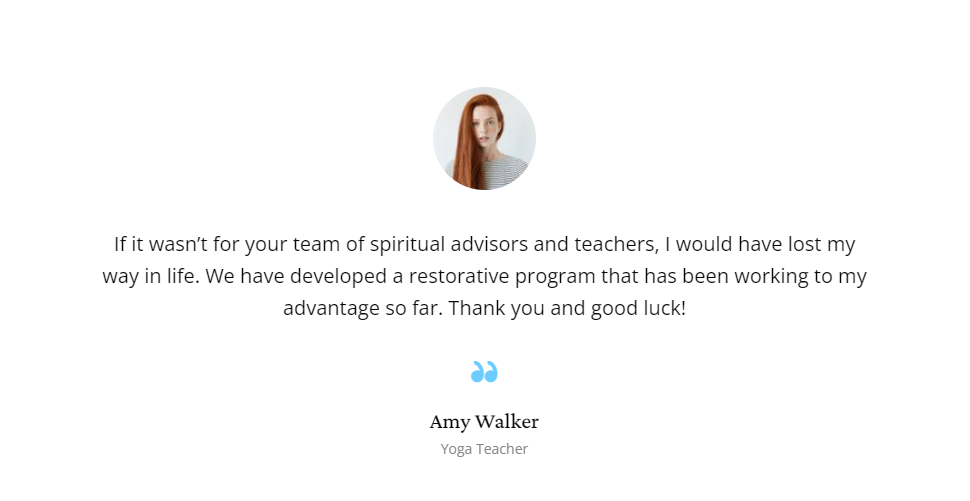 If it wasn’t for your team of spiritual advisors and teachers, I would have lost my
way in life. We have developed a restorative program that has been working to my
advantage so far. Thank you and good luck!
❝
Amy Walker
Yoga Teacher